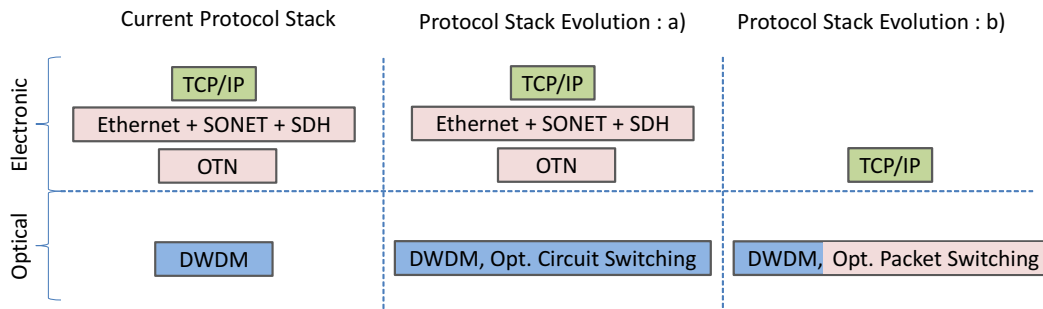 Current Protocol Stack
Protocol Stack Evolution : a)
Protocol Stack Evolution : b)
Electronic
TCP/IP
Ethernet + SONET + SDH
OTN
TCP/IP
Ethernet + SONET + SDH
OTN
TCP/IP
Optical
DWDM
DWDM, Opt. Circuit Switching
DWDM, Opt. Packet Switching